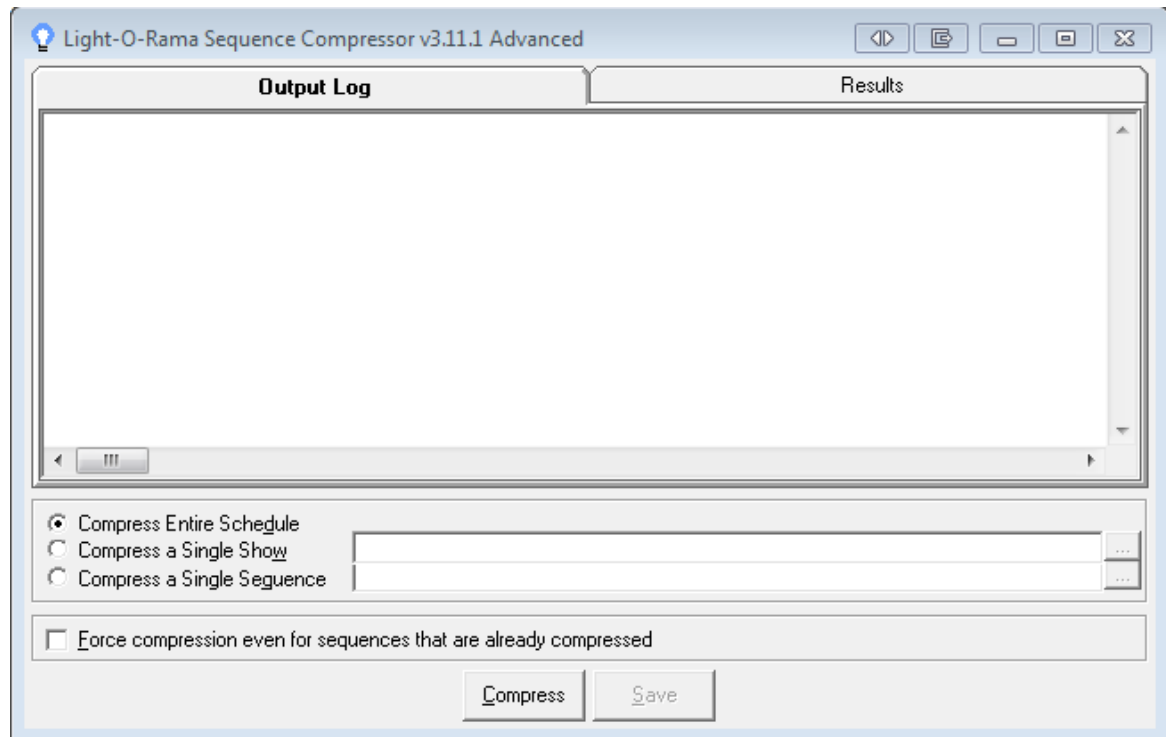 Light-O-Rama Sequence Compressor v3.11.1 Advanced
Output Log
Results
Compress Entire Schedule
Compress a Single Show
...
Compress a Single Sequence
...
Force compression even for sequences that are already compressed
Compress
Save